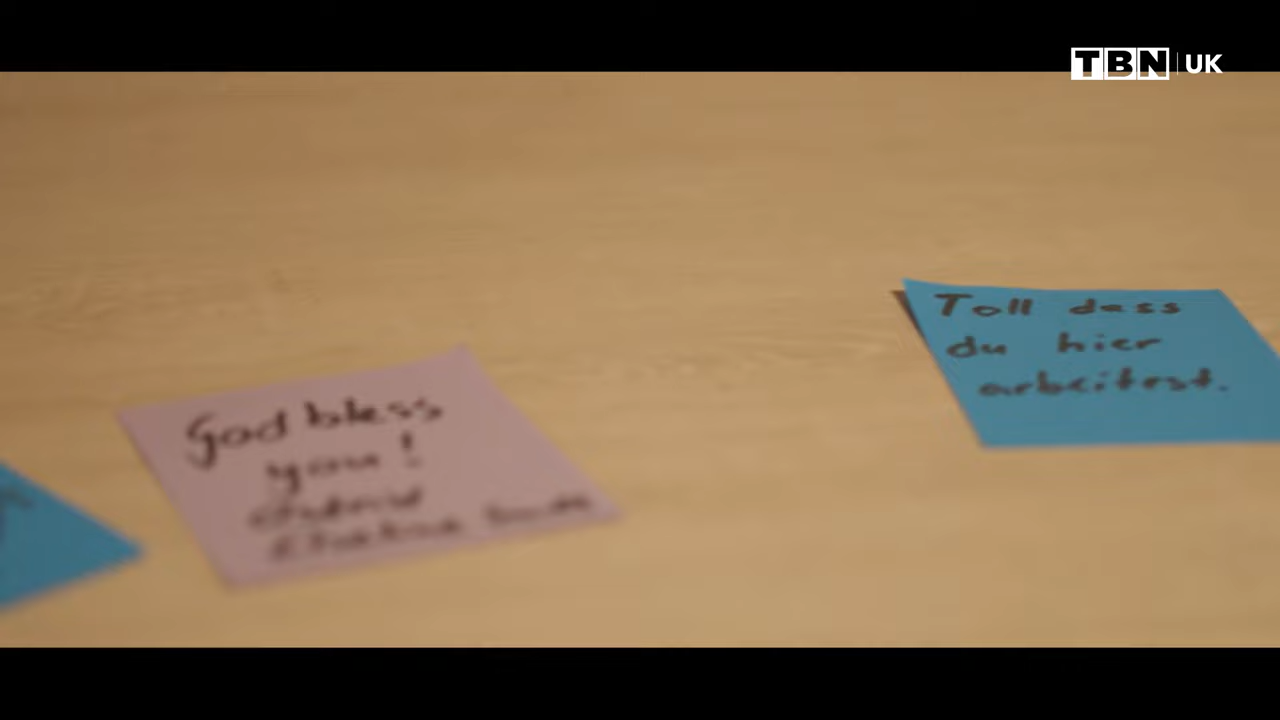 TBN UK
Toll dass
du hier
arbeitest.
God bless
you!